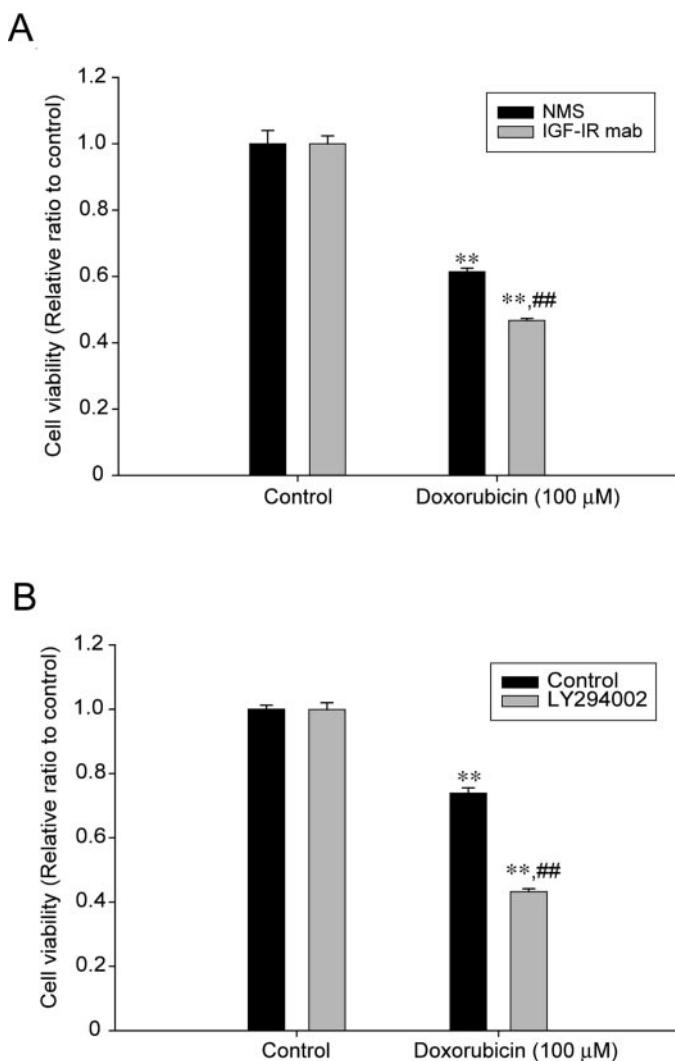 A
Cell viability (Relative ratio to control)
1.2
1.0
0.8
0.6
0.4
0.2
0
NMS
IGF-IR mab
**
**,##
Control
Doxorubicin (100 μM)
B
Cell viability (Relative ratio to control)
1.2
1.0
0.8
0.6
0.4
0.2
0
Control
LY294002
**
**,##
Control
Doxorubicin (100 μM)